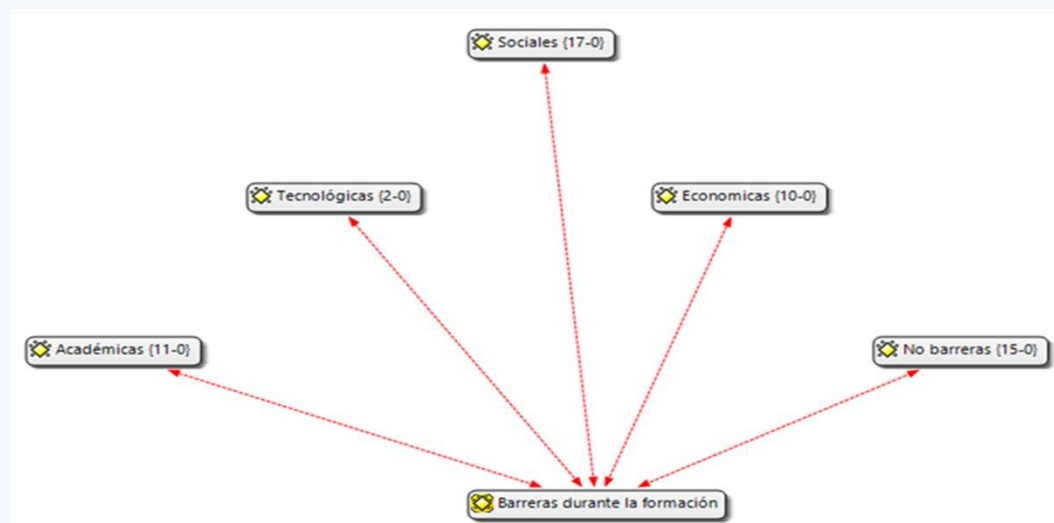 Sociales {17-0}
Tecnológicas {2-0}
Economicas {10-0}
Académicas {11-0}
No barreras {15-0}
Barreras durante la formación